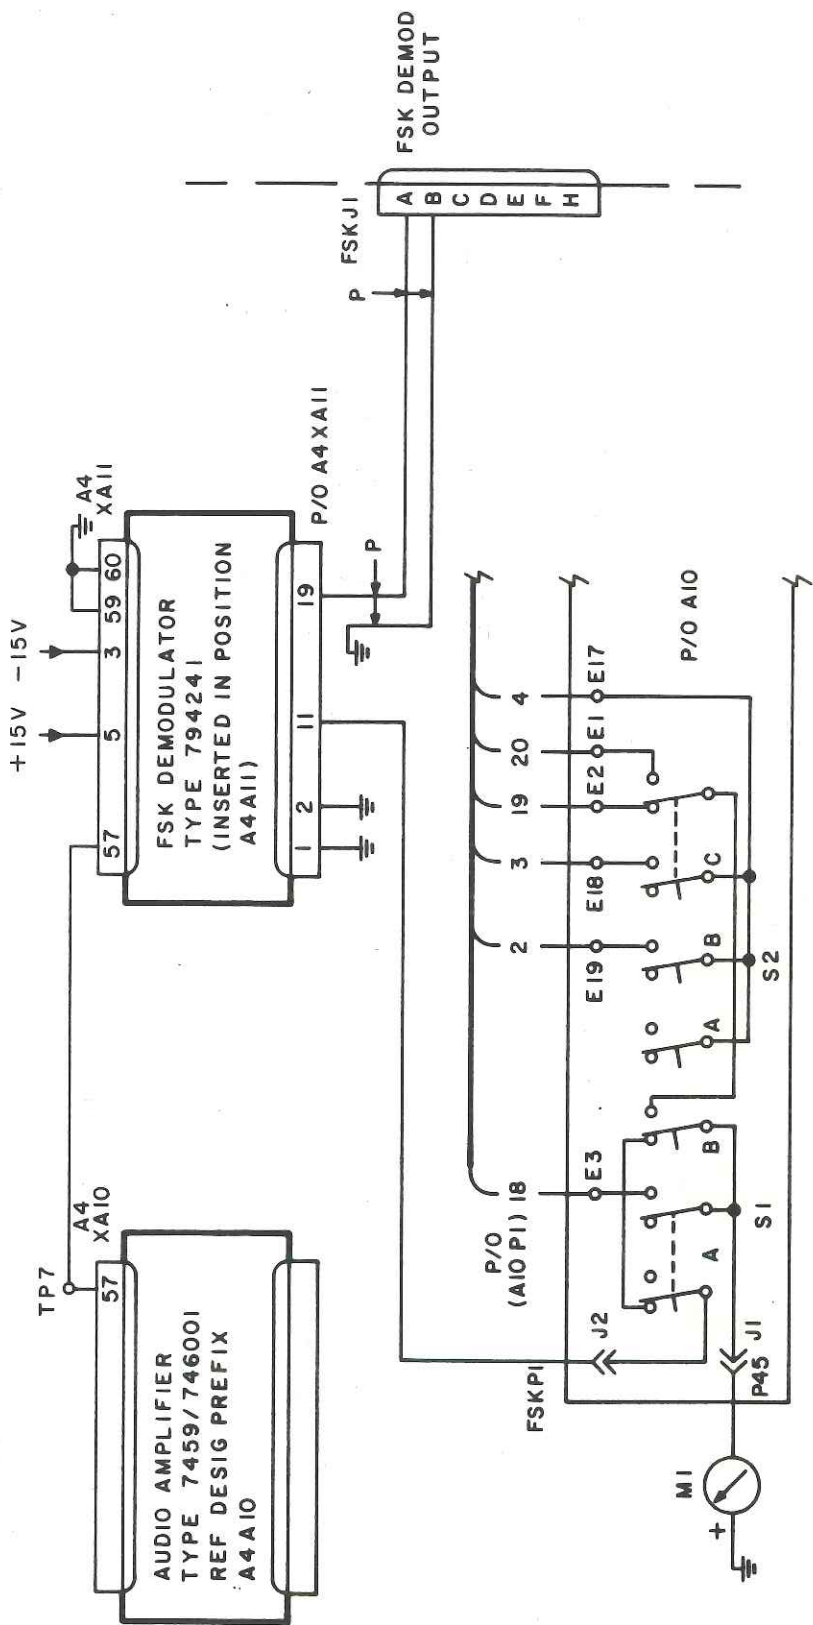 TP7
A4
XA10
57
AUDIO AMPLIFIER
TYPE 7459/746001
REF DESIG PREFIX
A4A10
+15V
-15V
A4
XA11
57
5
3
59
60
FSK DEMODULATOR
TYPE 794241
(INSERTED IN POSITION
A4A11)
1
2
11
19
P/O A4XA11
P
P
FSKJ1
A
B
C
D
E
F
H
FSK DEMOD
OUTPUT
P/O
(A10P1)
18
2
3
19
20
4
FSKP1
J2
E3
E19
E18
E2
E1
E17
P/O A10
A
B
A
B
C
S1
S2
M1
+
P45
J1